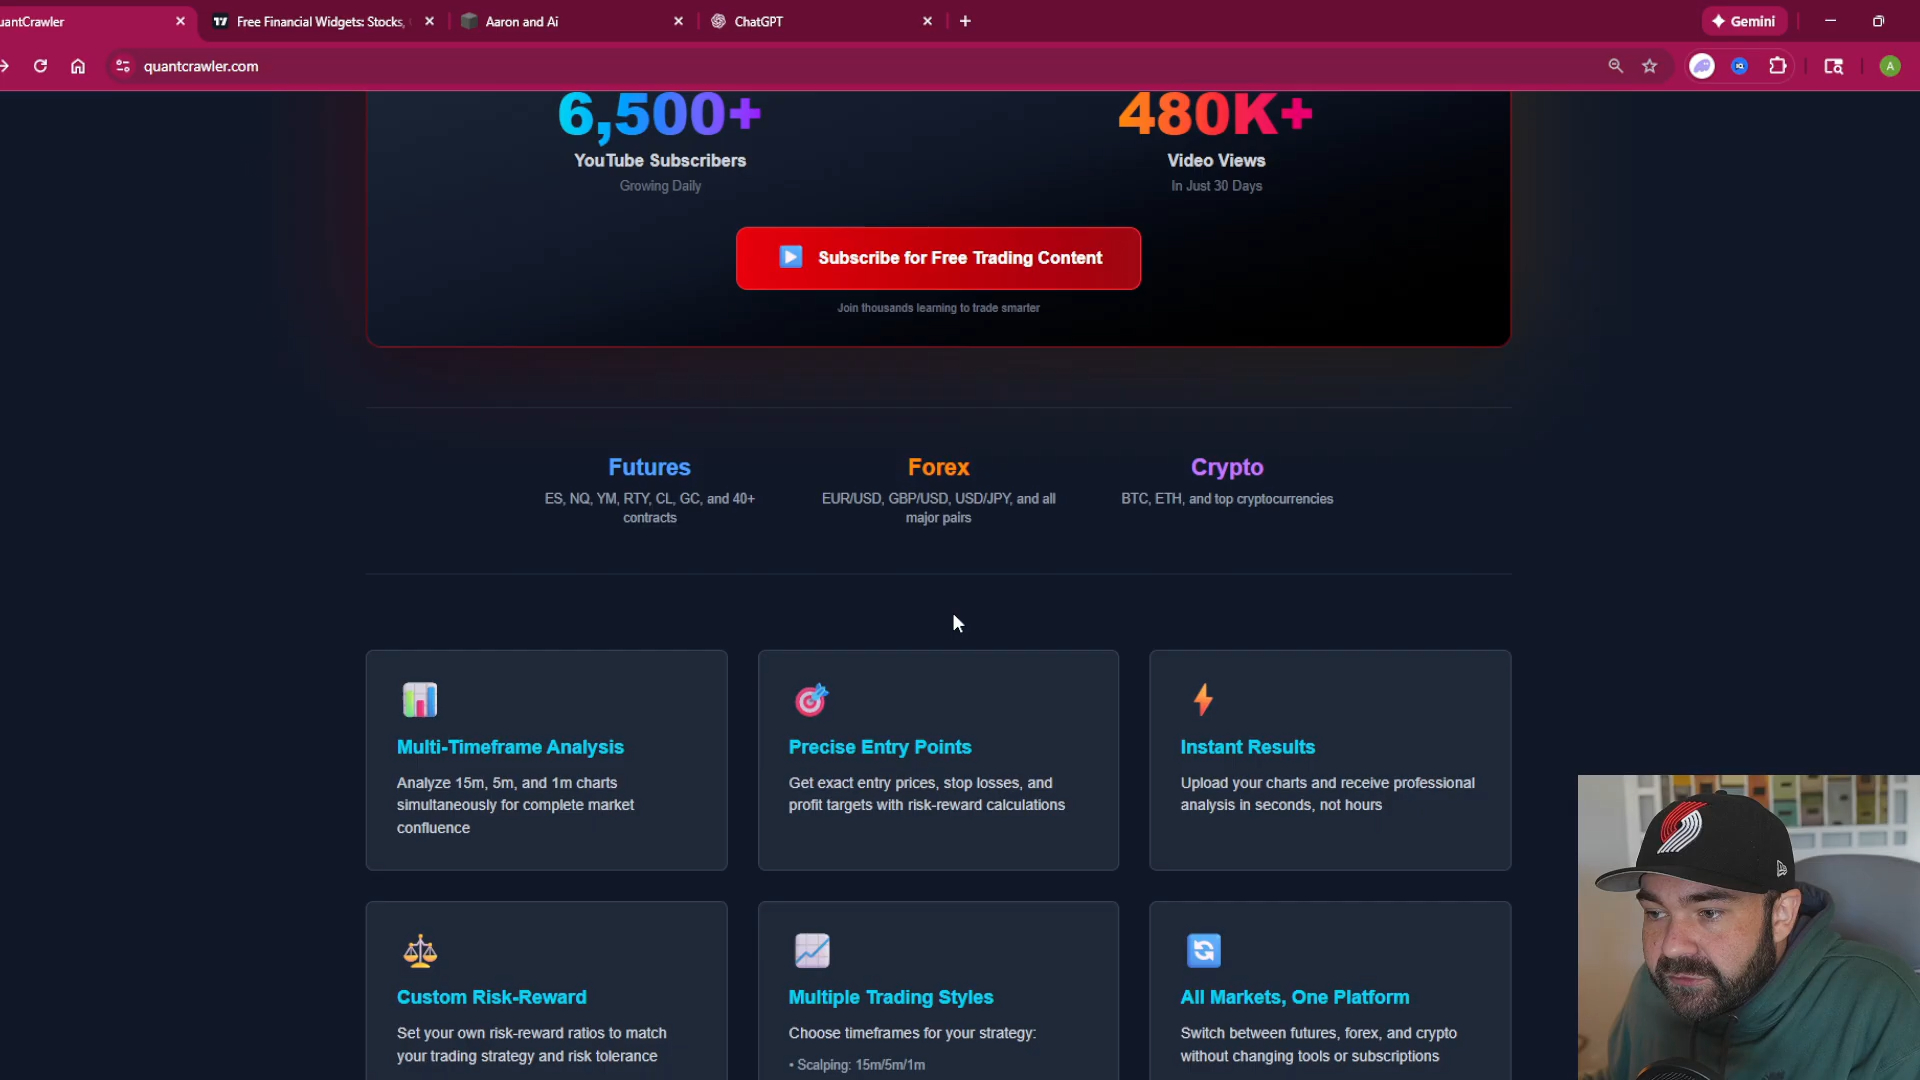 uantCrawler
Free Financial Widgets: Stocks,
Aaron and Ai
ChatGPT
Gemini
quantcrawler.com
A
6,500+
YouTube Subscribers
Growing Daily
480K+
Video Views
In Just 30 Days
Subscribe for Free Trading Content
Join thousands learning to trade smarter
Futures
ES, NQ, YM, RTY, CL, GC, and 40+
contracts
Forex
EUR/USD, GBP/USD, USD/JPY, and all
major pairs
Crypto
BTC, ETH, and top cryptocurrencies
Multi-Timeframe Analysis
Analyze 15m, 5m, and 1m charts
simultaneously for complete market
confluence
Precise Entry Points
Get exact entry prices, stop losses, and
profit targets with risk-reward calculations
Instant Results
Upload your charts and receive professional
analysis in seconds, not hours
Custom Risk-Reward
Set your own risk-reward ratios to match
your trading strategy and risk tolerance
Multiple Trading Styles
Choose timeframes for your strategy:
• Scalping: 15m/5m/1m
All Markets, One Platform
Switch between futures, forex, and crypto
without changing tools or subscriptions